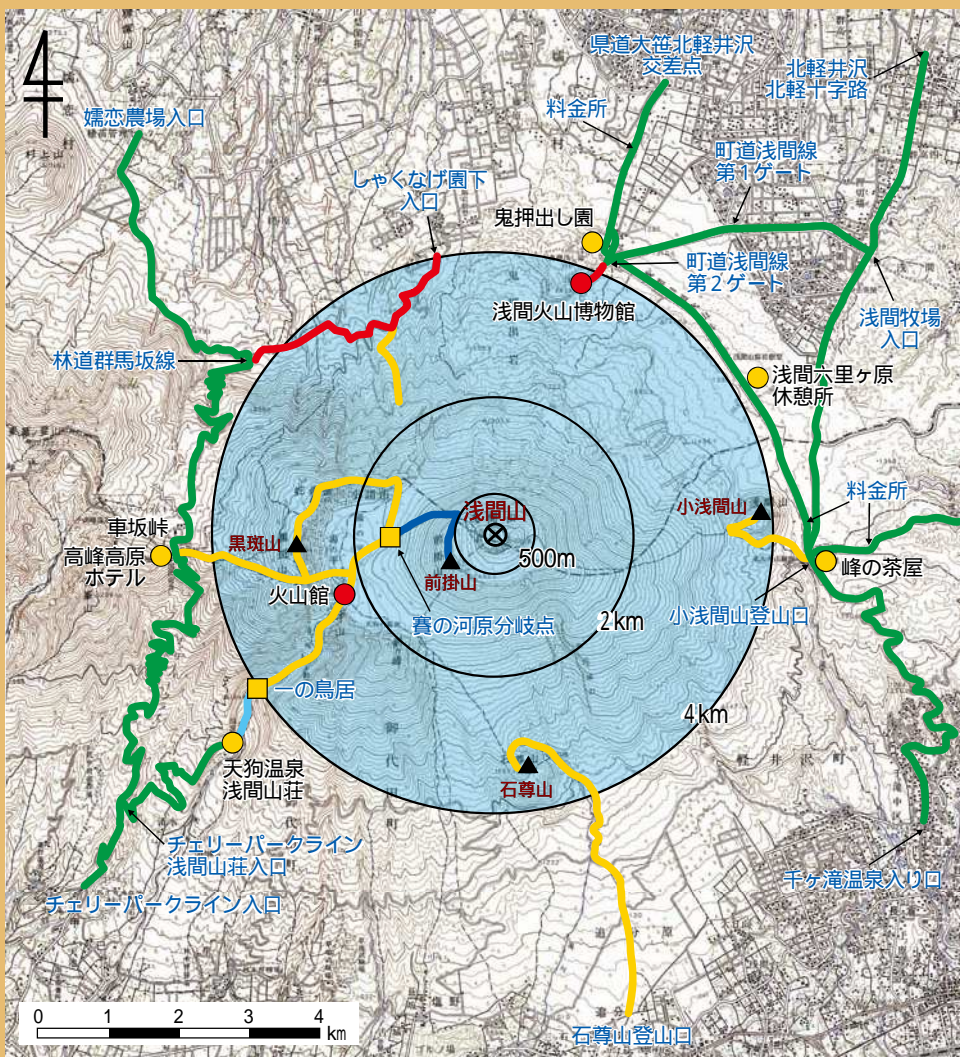 県道大笹北軽井沢
交差点
北軽井沢
北軽十字路
料金所
嬬恋農場入口
町道浅間線
第1ゲート
しゃくなげ園下
入口
鬼押出し園
町道浅間線
第2ゲート
浅間火山博物館
浅間牧場
入口
林道群馬坂線
浅間六里ヶ原
休憩所
料金所
小浅間山
浅間山
車坂峠
高峰高原
ホテル
黒斑山
500m
前掛山
峰の茶屋
火山館
賽の河原分岐点
2km
小浅間山登山口
一の鳥居
4km
軽井沢町
天狗温泉
浅間山荘
石尊山
御代田町
チェリーパークライン
浅間山荘入口
千ヶ滝温泉入り口
チェリーパークライン入口
0 1 2 3 4
km
石尊山登山口